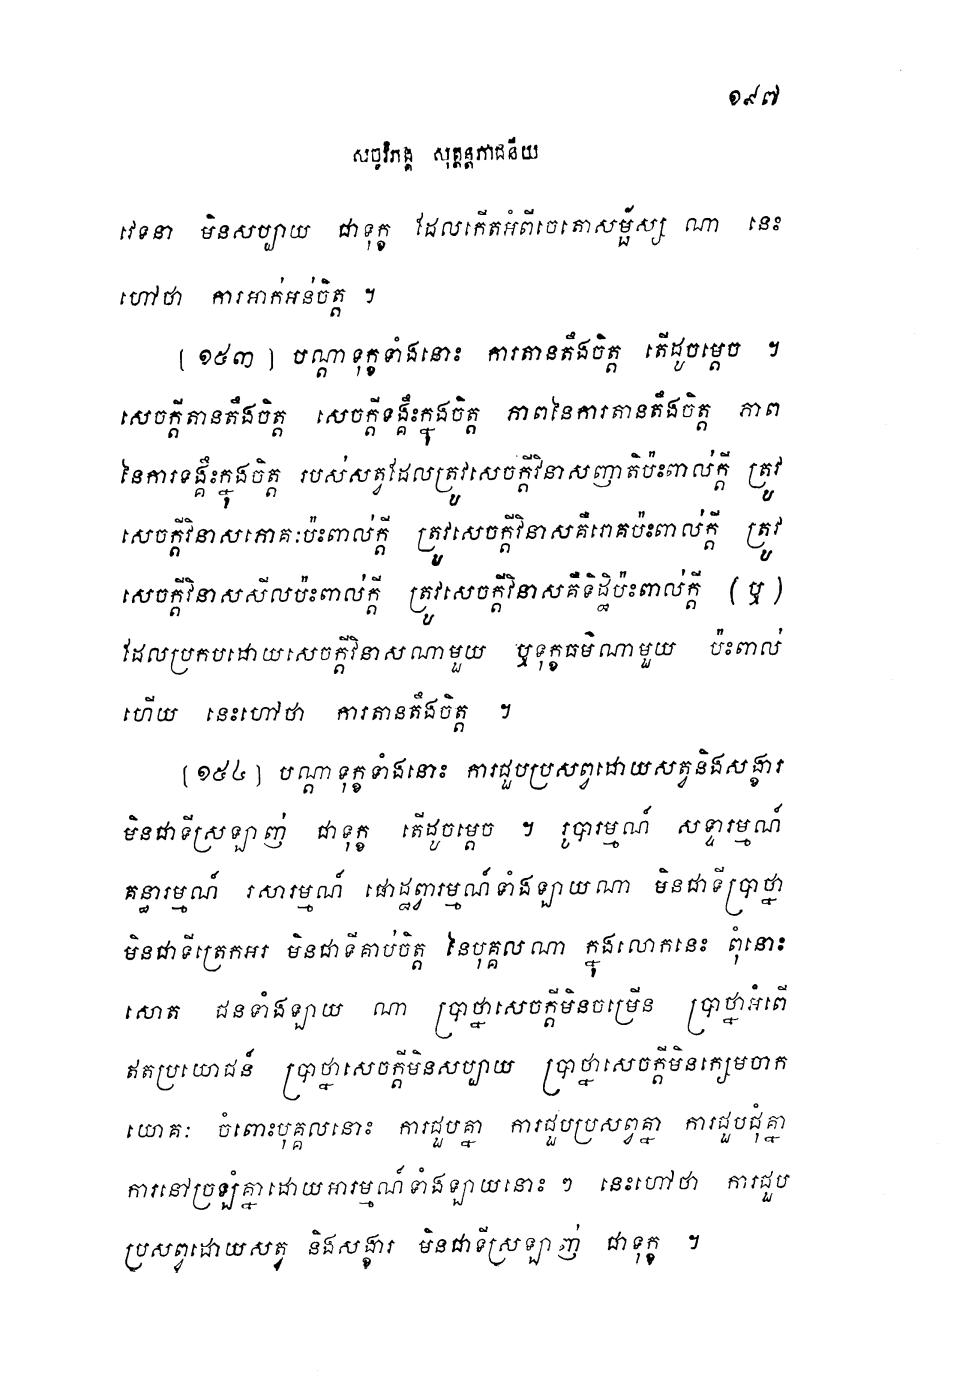 ១៩៧
សច្ចវិភង្គ សុត្តន្តភាជនីយ
វេទនា មិនសប្បាយ ជាទុក្ខ ដែលកើតអំពីចេតោសម្ផ័ស្ស ណា នេះ
ហៅថា ការអាក់អន់ចិត្ត ។
[ ១៥៣ ] បណ្តាទុក្ខទាំងនោះ ការតានតឹងចិត្ត តើដូចម្តេច ។
សេចក្តីតានតឹងចិត្ត សេចក្តីទង្គឹះក្នុងចិត្ត ភាពនៃការតានតឹងចិត្ត ភាព
នៃការទង្គឹះក្នុងចិត្ត របស់សត្វដែលត្រូវសេចក្តីវិនាសញាតិប៉ះពាល់ក្តី ត្រូវ
សេចក្តីវិនាសភោគៈប៉ះពាល់ក្តី ត្រូវសេចក្តីវិនាសគឺរោគប៉ះពាល់ក្តី ត្រូវ
សេចក្តីវិនាសសីលប៉ះពាល់ក្តី ត្រូវសេចក្តីវិនាសគឺទិដ្ឋិប៉ះពាល់ក្តី (ឬ)
ដែលប្រកបដោយសេចក្តីវិនាសណាមួយ ឬទុក្ខធម៌ណាមួយ ប៉ះពាល់
ហើយ នេះហៅថា ការតានតឹងចិត្ត ។
[ ១៥៤ ] បណ្តាទុក្ខទាំងនោះ ការជួបប្រសព្វដោយសត្វនិងសង្ខារ
មិនជាទីស្រឡាញ់ ជាទុក្ខ តើដូចម្តេច ។ រូបារម្មណ៍ សទ្ទារម្មណ៍
គន្ធារម្មណ៍ រសារម្មណ៍ ផោដ្ឋព្វារម្មណ៍ទាំងឡាយណា មិនជាទីប្រាថ្នា
មិនជាទីត្រេកអរ មិនជាទីគាប់ចិត្ត នៃបុគ្គលណា ក្នុងលោកនេះ ពុំនោះ
សោត ជនទាំងឡាយ ណា ប្រាថ្នាសេចក្តីមិនចម្រើន ប្រាថ្នាអំពើ
ឥតប្រយោជន៍ ប្រាថ្នាសេចក្តីមិនសប្បាយ ប្រាថ្នាសេចក្តីមិនក្សេមចាក
យោគៈ ចំពោះបុគ្គលនោះ ការជួបគ្នា ការជួបប្រសព្វគ្នា ការជួបជុំគ្នា
ការនៅច្រឡំគ្នាដោយអារម្មណ៍ទាំងឡាយនោះ ៗ នេះហៅថា ការជួប
ប្រសព្វដោយសត្វ និងសង្ខារ មិនជាទីស្រឡាញ់ ជាទុក្ខ ។